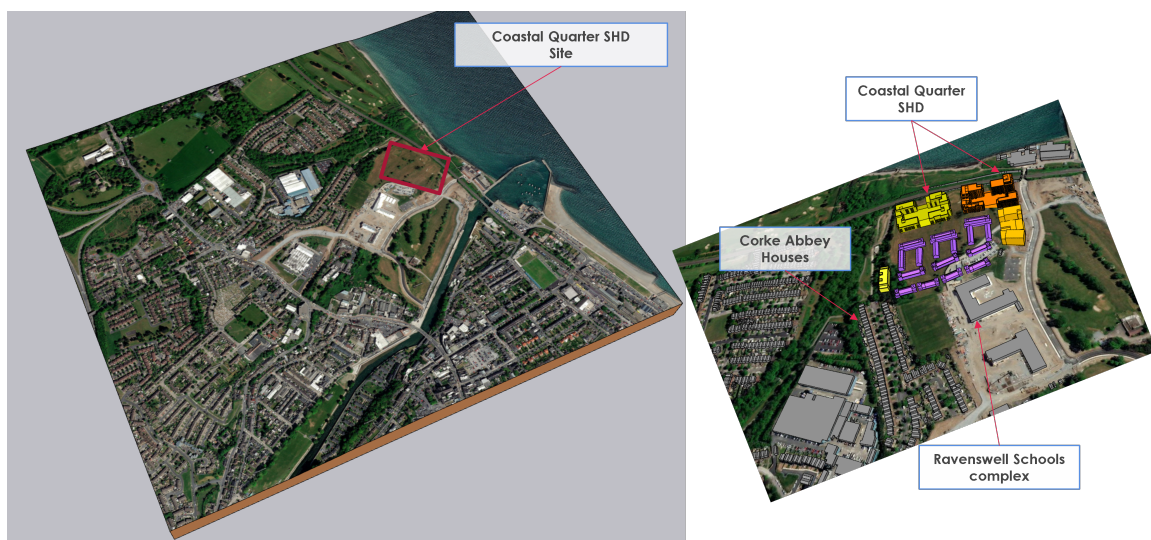 Coastal Quarter SHD
Site
Coastal Quarter
SHD
Corke Abbey
Houses
Ravenswell Schools
complex